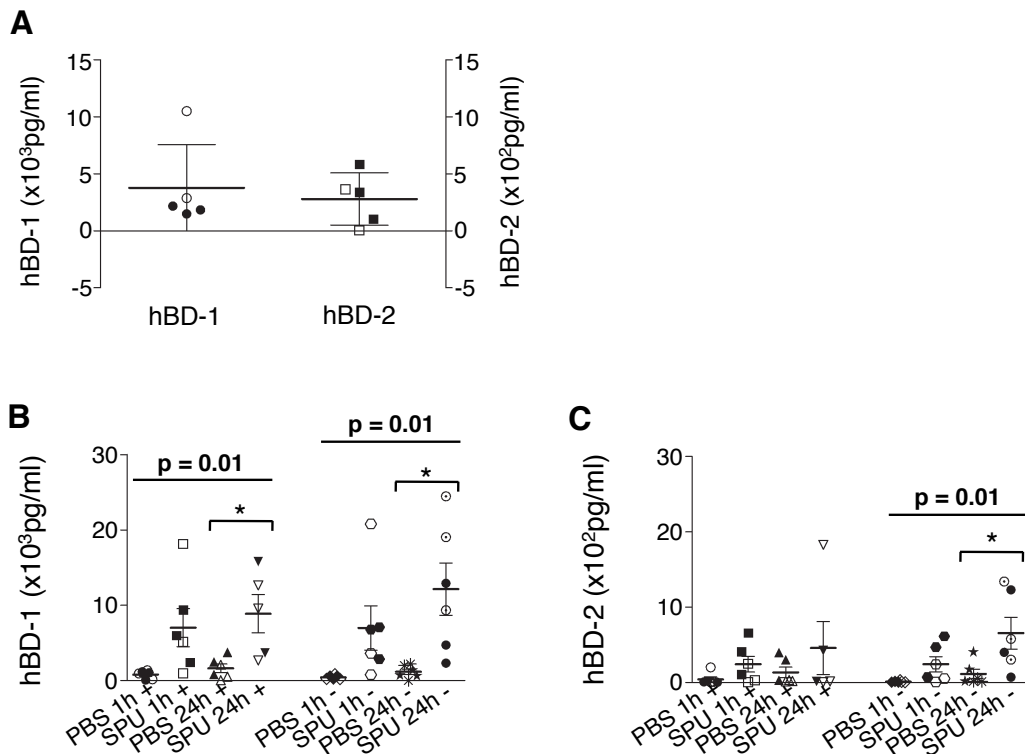 A
hBD-1 (x10³pg/ml)
15
10
5
0
-5
15
10
5
0
-5
hBD-2 (x10²pg/ml)
hBD-1
hBD-2
B
hBD-1 (x10³pg/ml)
30
20
10
0
p = 0.01
*
p = 0.01
*
PBS 1h +
SPU 1h +
PBS 24h +
SPU 24h +
PBS 1h -
SPU 1h -
PBS 24h -
SPU 24h -
C
hBD-2 (x10²pg/ml)
30
20
10
0
p = 0.01
*
PBS 1h +
SPU 1h +
PBS 24h +
SPU 24h +
PBS 1h -
SPU 1h -
PBS 24h -
SPU 24h -